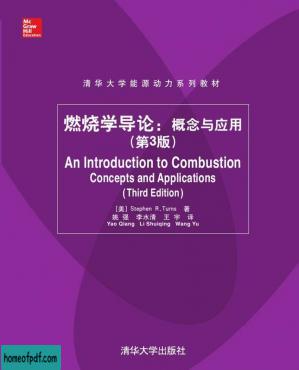 Mc
Graw
Hill
Education
清华大学能源动力系列教材
燃烧学导论：概念与应用
（第3版）
An Introduction to Combustion
Concepts and Applications
(Third Edition)
[美] Stephen R. Turns 著
姚 强 李水清 王 宇 译
Yao Qiang Li Shuiqing Wang Yu
清华大学出版社
homeofpdf.com
homeofpdf.com